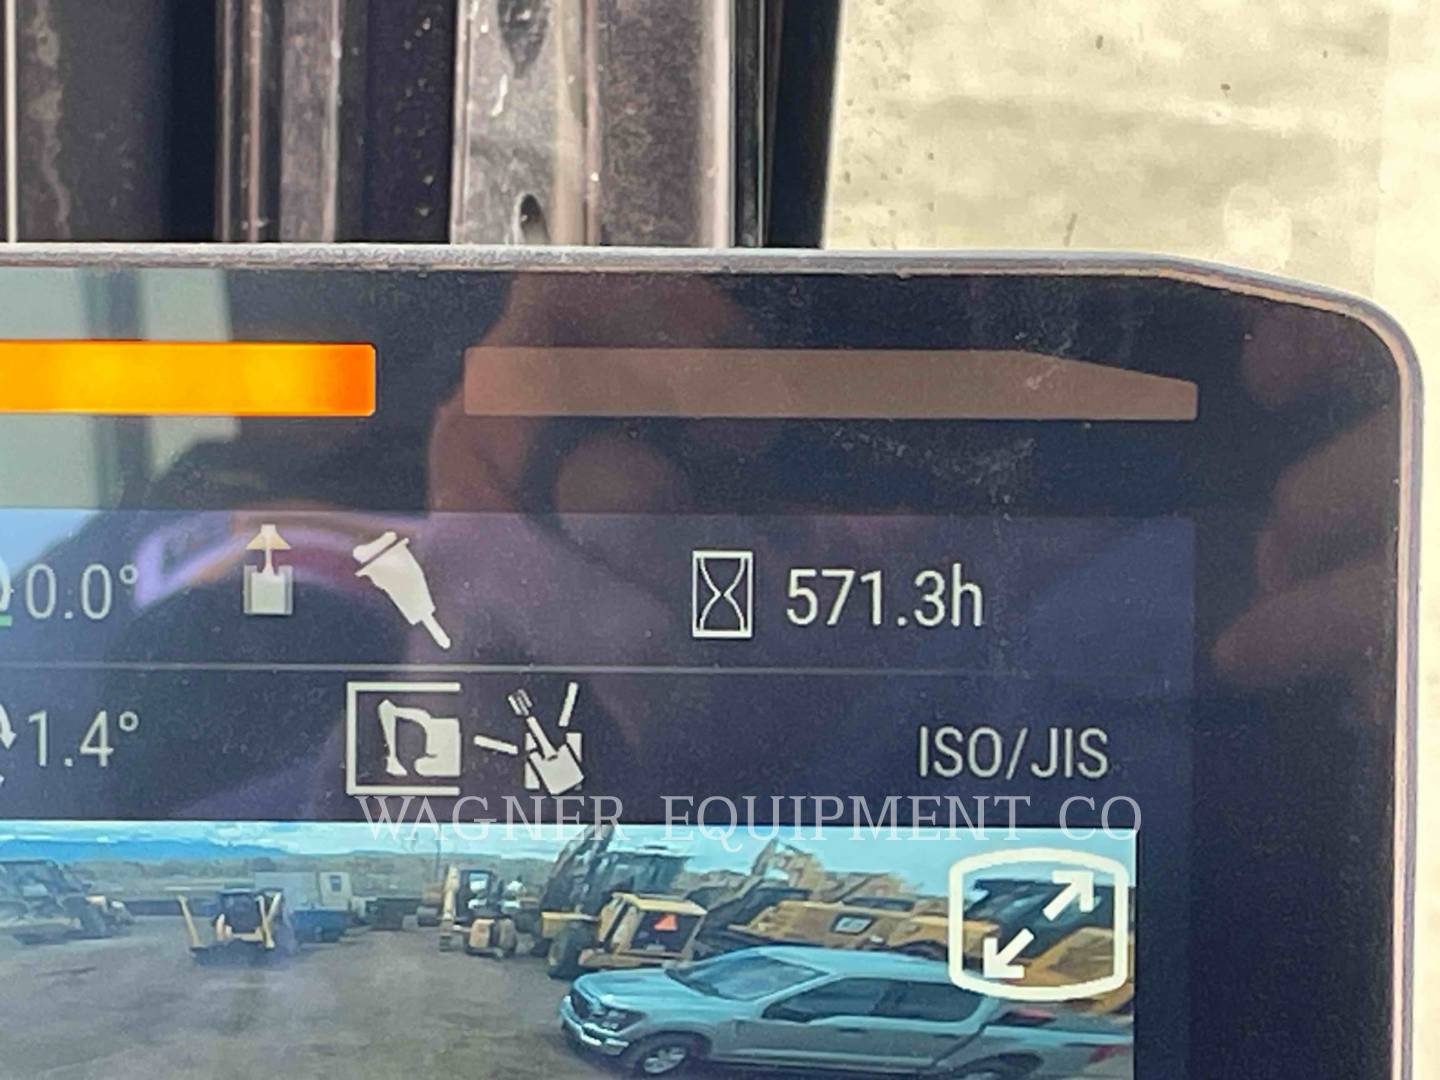 0.0°
571.3h
1.4°
ISO/JIS
WAGNER EQUIPMENT CO